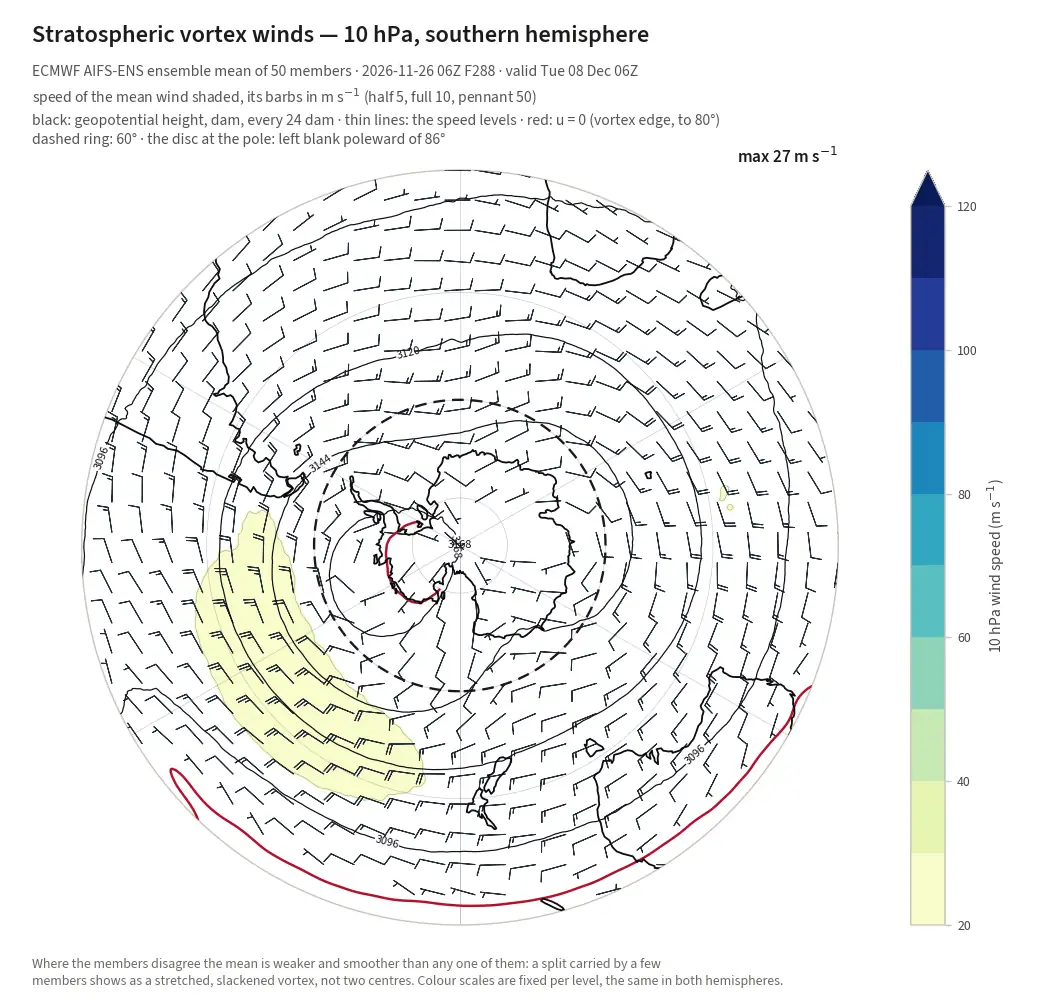 Stratospheric vortex winds — 10 hPa, southern hemisphere
ECMWF AIFS-ENS ensemble mean of 50 members · 2026-11-26 06Z F288 · valid Tue 08 Dec 06Z
speed of the mean wind shaded, its barbs in m s⁻¹ (half 5, full 10, pennant 50)
black: geopotential height, dam, every 24 dam · thin lines: the speed levels · red: u = 0 (vortex edge, to 80°)
dashed ring: 60° · the disc at the pole: left blank poleward of 86°
max 27 m s⁻¹
120
100
80
60
40
20
10 hPa wind speed (m s⁻¹)
3120
3096
3144
3168
3096
3096
Where the members disagree the mean is weaker and smoother than any one of them: a split carried by a few
members shows as a stretched, slackened vortex, not two centres. Colour scales are fixed per level, the same in both hemispheres.